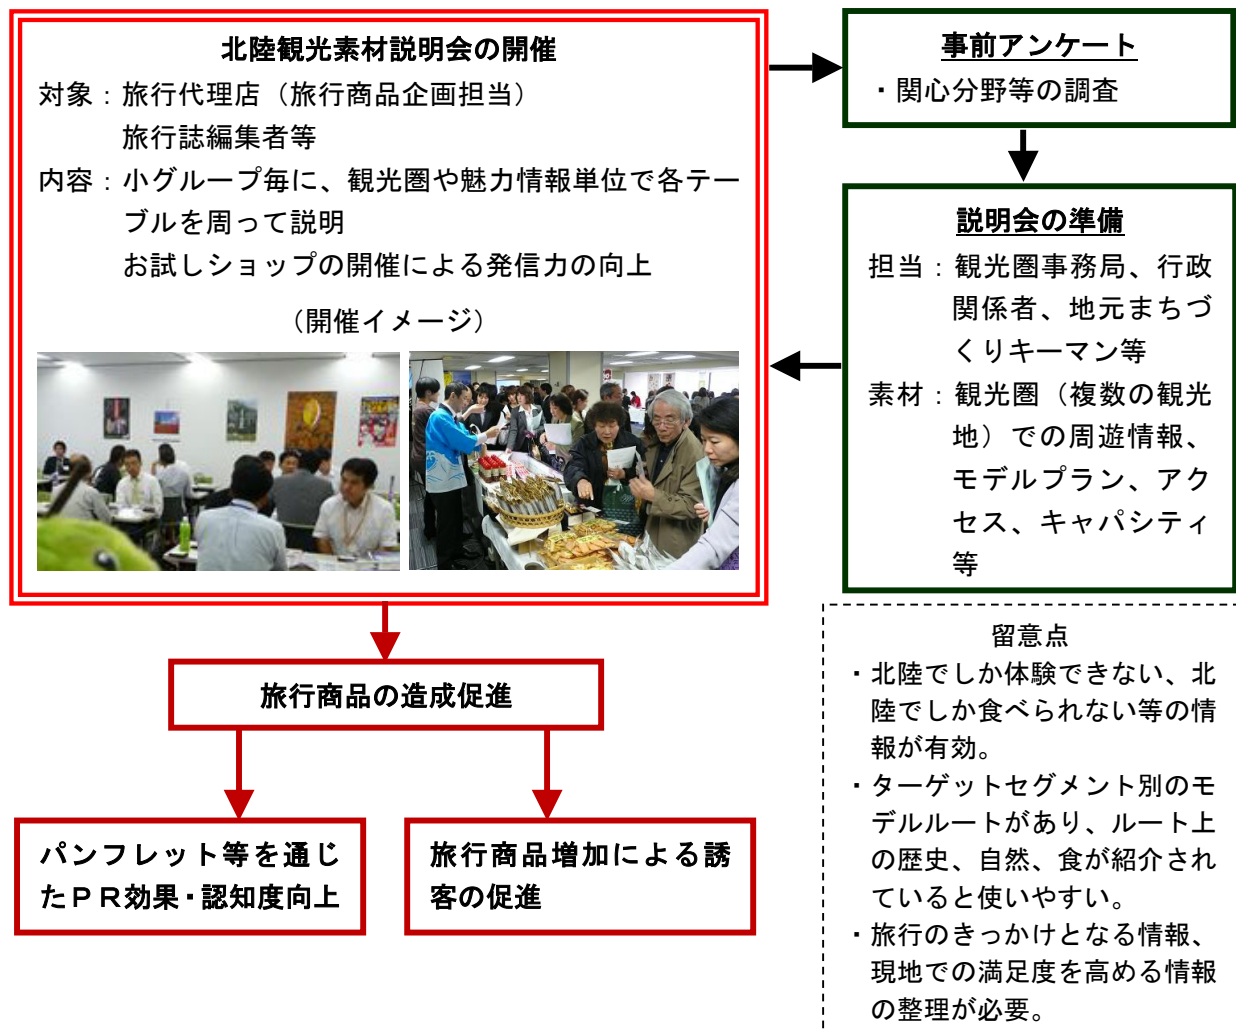 北陸観光素材説明会の開催
対象：旅行代理店（旅行商品企画担当）
旅行誌編集者等
内容：小グループ毎に、観光圏や魅力情報単位で各テー
ブルを周って説明
お試しショップの開催による発信力の向上
（開催イメージ）
事前アンケート
・関心分野等の調査
説明会の準備
担当：観光圏事務局、行政
関係者、地元まちづ
くりキーマン等
素材：観光圏（複数の観光
地）での周遊情報、
モデルプラン、アク
セス、キャパシティ
等
旅行商品の造成促進
パンフレット等を通じ
たＰＲ効果・認知度向上
旅行商品増加による誘
客の促進
留意点
・北陸でしか体験できない、北
陸でしか食べられない等の情
報が有効。
・ターゲットセグメント別のモ
デルルートがあり、ルート上
の歴史、自然、食が紹介され
ていると使いやすい。
・旅行のきっかけとなる情報、
現地での満足度を高める情報
の整理が必要。